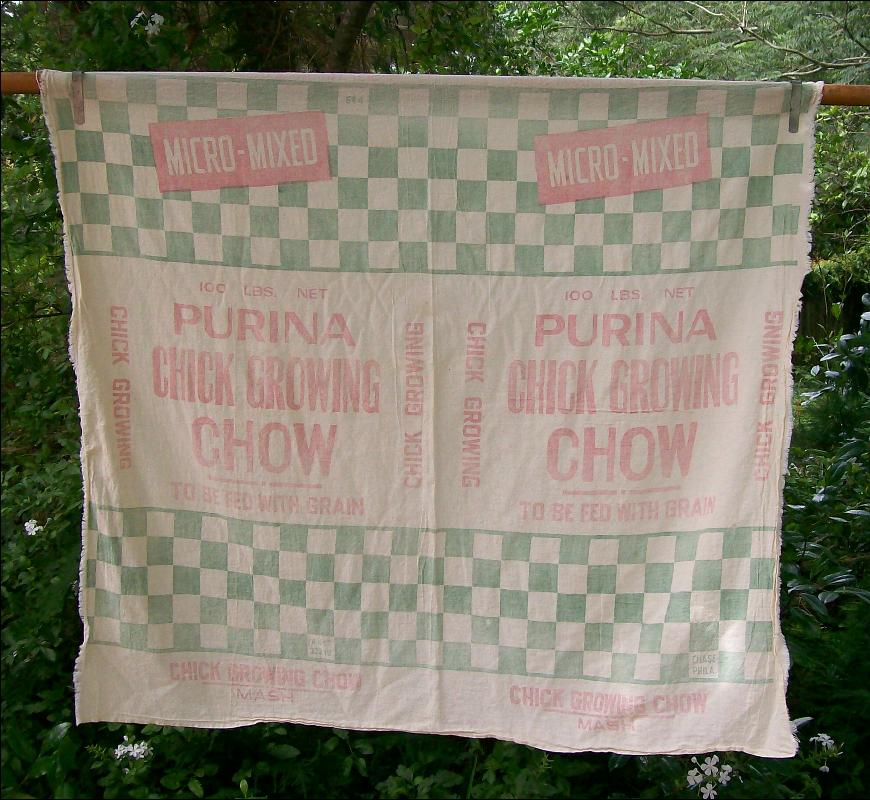 584
MICRO-MIXED
MICRO-MIXED
100 LBS. NET
PURINA
CHICK GROWING
CHOW
TO BE FED WITH GRAIN
CHICK GROWING
CHICK GROWING
100 LBS. NET
PURINA
CHICK GROWING
CHOW
TO BE FED WITH GRAIN
CHICK GROWING
CHICK GROWING
CHICK GROWING CHOW
MASH
CHASE
PHILA.
CHICK GROWING CHOW
MASH